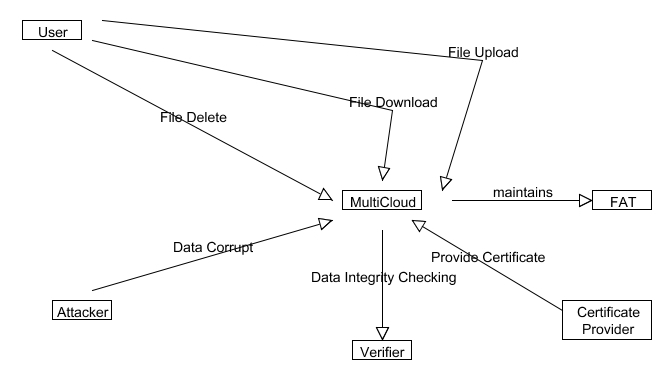 User
File Upload
File Download
File Delete
maintains
MultiCloud
FAT
Data Corrupt
Provide Certificate
Data Integrity Checking
Attacker
Certificate
Provider
Verifier